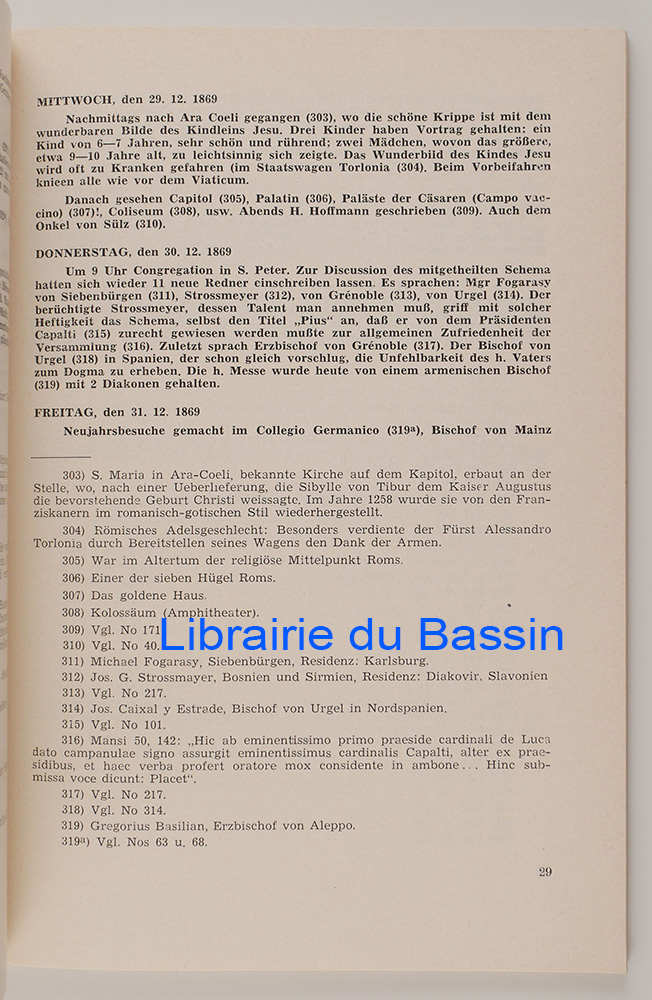 MITTWOCH, den 29. 12. 1869
Nachmittags nach Ara Coeli gegangen (303), wo die schöne Krippe ist mit dem
wunderbaren Bilde des Kindleins Jesu. Drei Kinder haben Vortrag gehalten: ein
Kind von 6—7 Jahren, sehr schön und rührend; zwei Mädchen, wovon das größere,
etwa 9—10 Jahre alt, zu leichtsinnig sich zeigte. Das Wunderbild des Kindes Jesu
wird oft zu Kranken gefahren (im Staatswagen Torlonia (304). Beim Vorbeifahren
knieen alle wie vor dem Viaticum.
Danach gesehen Capitol (305), Palatin (306), Paläste der Cäsaren (Campo vac-
cino) (307)!, Coliseum (308), usw. Abends H. Hoffmann geschrieben (309). Auch dem
Onkel von Sülz (310).
DONNERSTAG, den 30. 12. 1869
Um 9 Uhr Congregation in S. Peter. Zur Discussion des mitgetheilten Schema
hatten sich wieder 11 neue Redner einschreiben lassen. Es sprachen: Mgr Fogarasy
von Siebenbürgen (311), Strossmeyer (312), von Grénoble (313), von Urgel (314). Der
berüchtigte Strossmeyer, dessen Talent man annehmen muß, griff mit solcher
Heftigkeit das Schema, selbst den Titel „Pius“ an, daß er von dem Präsidenten
Capalti (315) zurecht gewiesen werden mußte zur allgemeinen Zufriedenheit der
Versammlung (316). Zuletzt sprach Erzbischof von Grénoble (317). Der Bischof von
Urgel (318) in Spanien, der schon gleich vorschlug, die Unfehlbarkeit des h. Vaters
zum Dogma zu erheben. Die h. Messe wurde heute von einem armenischen Bischof
(319) mit 2 Diakonen gehalten.
FREITAG, den 31. 12. 1869
Neujahrsbesuche gemacht im Collegio Germanico (319a), Bischof von Mainz
303) S. Maria in Ara-Coeli, bekannte Kirche auf dem Kapitol, erbaut an der
Stelle, wo, nach einer Ueberlieferung, die Sibylle von Tibur dem Kaiser Augustus
die bevorstehende Geburt Christi weissagte. Im Jahre 1258 wurde sie von den Fran-
ziskanern im romanisch-gotischen Stil wiederhergestellt.
304) Römisches Adelsgeschlecht: Besonders verdiente der Fürst Alessandro
Torlonia durch Bereitstellen seines Wagens den Dank der Armen.
305) War im Altertum der religiöse Mittelpunkt Roms.
306) Einer der sieben Hügel Roms.
307) Das goldene Haus.
308) Kolossäum (Amphitheater).
309) Vgl. No 171
310) Vgl. No 40.
Librairie du Bassin
311) Michael Fogarasy, Siebenbürgen, Residenz: Karlsburg.
312) Jos. G. Strossmayer, Bosnien und Sirmien, Residenz: Diakovir, Slavonien
313) Vgl. No 217.
314) Jos. Caixal y Estrade, Bischof von Urgel in Nordspanien.
315) Vgl. No 101.
316) Mansi 50, 142: „Hic ab eminentissimo primo praeside cardinali de Luca
dato campanulae signo assurgit eminentissimus cardinalis Capalti, alter ex prae-
sidibus, et haec verba profert oratore mox considente in ambone... Hinc sub-
missa voce dicunt: Placet“.
317) Vgl. No 217.
318) Vgl. No 314.
319) Gregorius Basilian, Erzbischof von Aleppo.
319a) Vgl. Nos 63 u. 68.
29